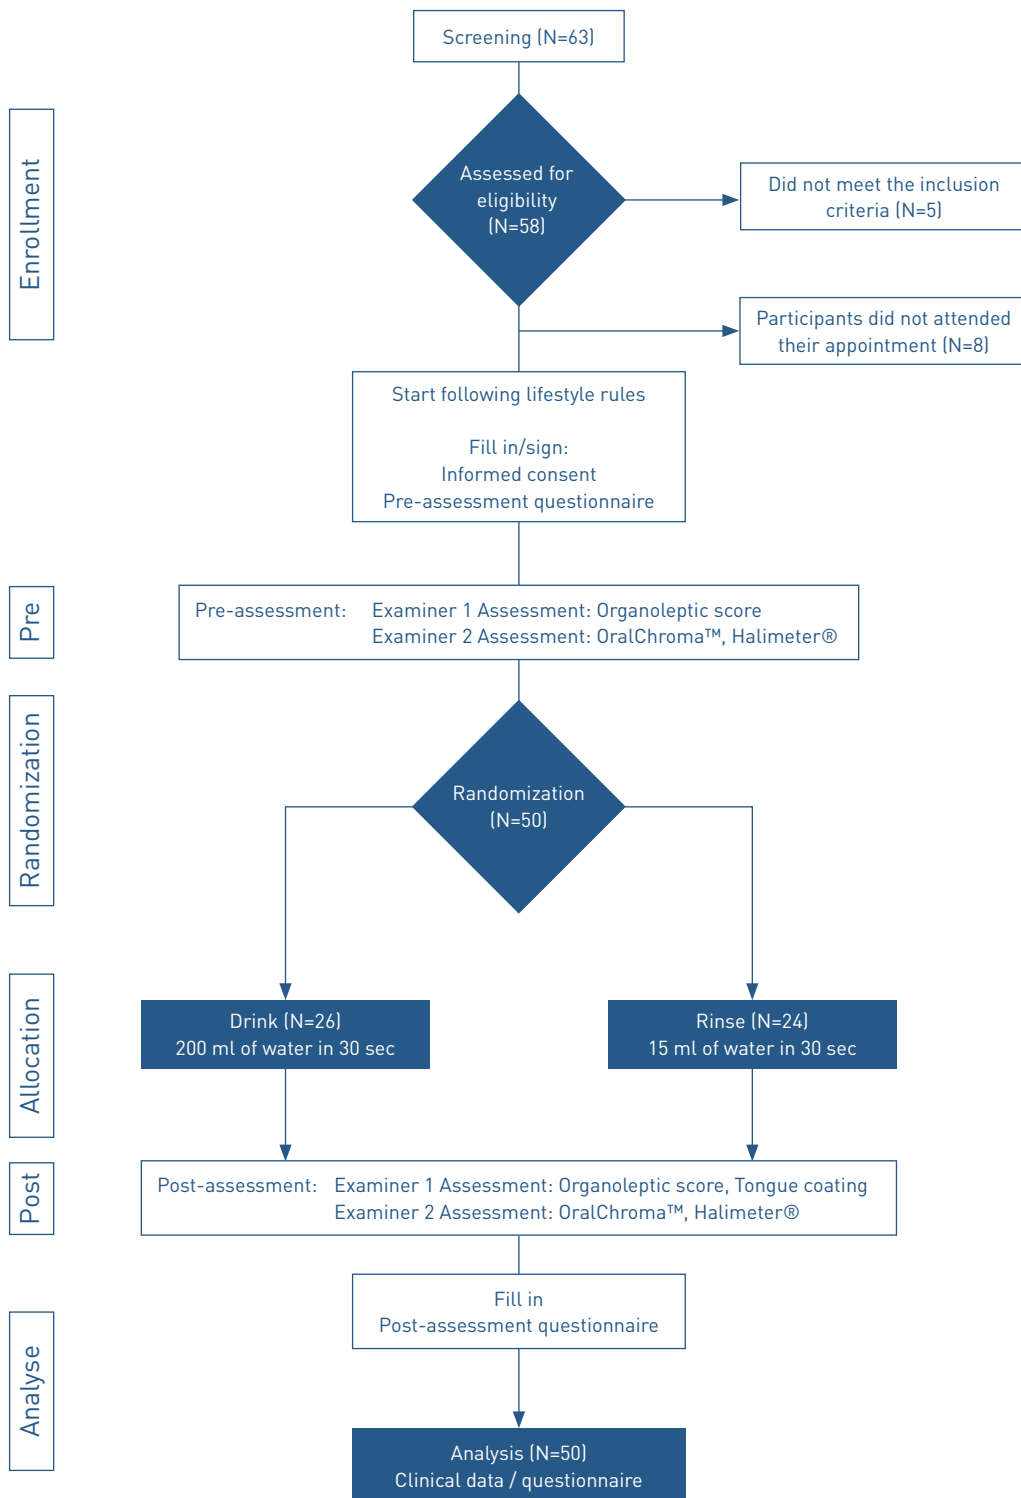 Screening (N=63)
Enrollment
Assessed for
eligibility
(N=58)
Did not meet the inclusion
criteria (N=5)
Participants did not attended
their appointment (N=8)
Start following lifestyle rules
Fill in/sign:
Informed consent
Pre-assessment questionnaire
Pre
Pre-assessment: Examiner 1 Assessment: Organoleptic score
Examiner 2 Assessment: OralChroma™, Halimeter®
Randomization
Randomization
(N=50)
Allocation
Drink (N=26)
200 ml of water in 30 sec
Rinse (N=24)
15 ml of water in 30 sec
Post
Post-assessment: Examiner 1 Assessment: Organoleptic score, Tongue coating
Examiner 2 Assessment: OralChroma™, Halimeter®
Analyse
Fill in
Post-assessment questionnaire
Analysis (N=50)
Clinical data / questionnaire